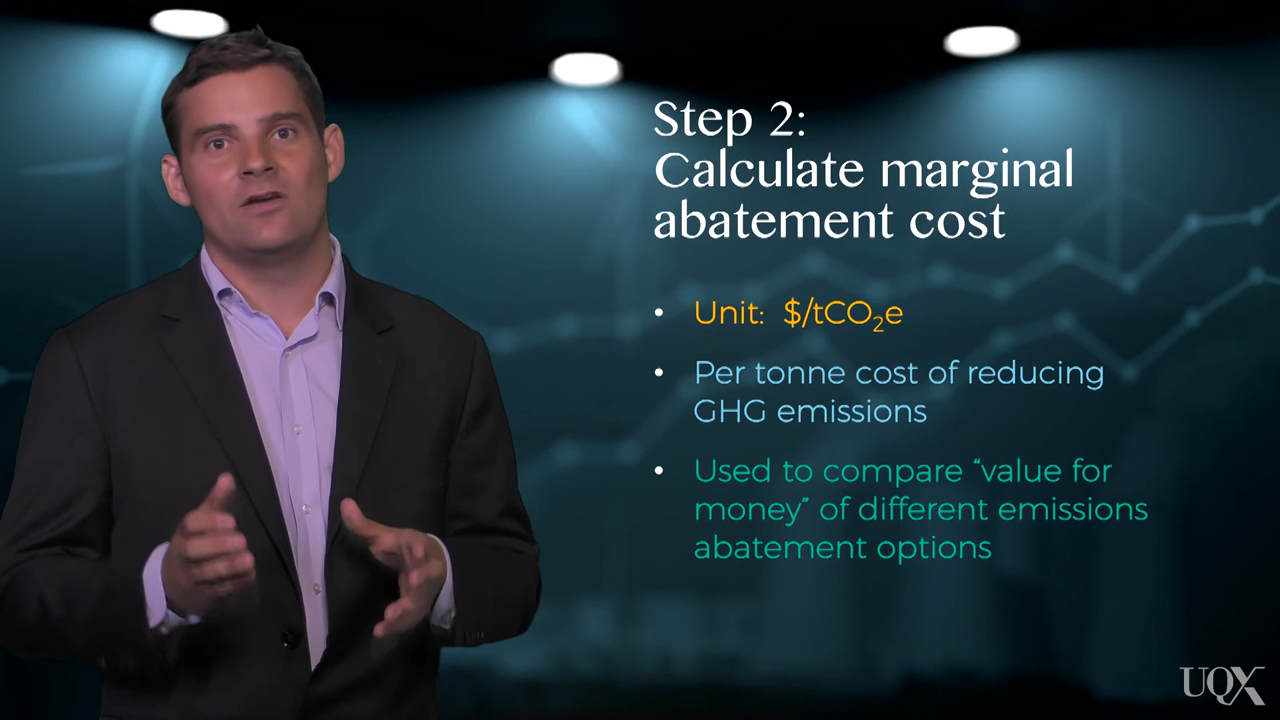 Step 2:
Calculate marginal
abatement cost
• Unit: $/tCO₂e
• Per tonne cost of reducing
GHG emissions
• Used to compare “value for
money” of different emissions
abatement options
UQX